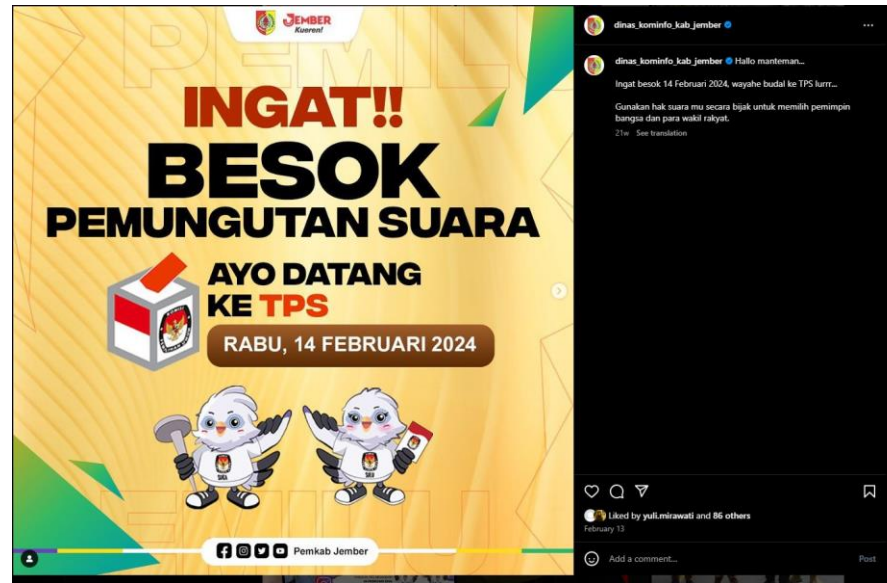 JEMBER
Kueren!
INGAT!!
BESOK
PEMUNGUTAN SUARA
AYO DATANG
KE TPS
RABU, 14 FEBRUARI 2024
Pemkab Jember
dinas_kominfo_kab_jember
dinas_kominfo_kab_jember Hallo manteman...
Ingat besok 14 Februari 2024, wayahe budal ke TPS lurrr...
Gunakan hak suara mu secara bijak untuk memilih pemimpin
bangsa dan para wakil rakyat.
21w See translation
Liked by yuli.mirawati and 86 others
February 13
Add a comment...
Post
PEMILU
PEMILU